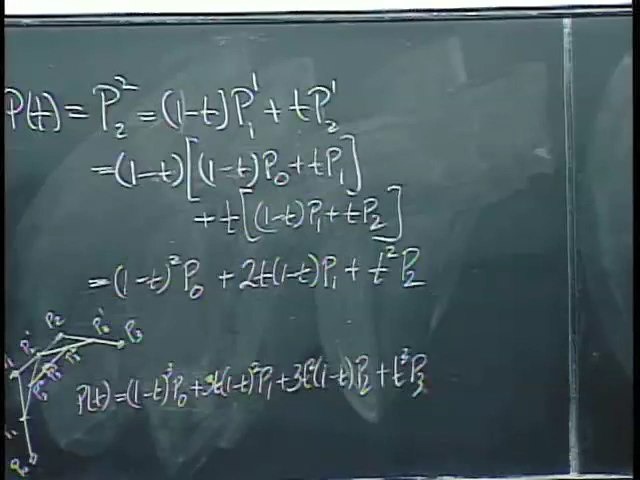 P(t) = P₂² = (1-t)P₁¹ + tP₂¹
= (1-t)[(1-t)P₀ + tP₁]
+ t[(1-t)P₁ + tP₂]
= (1-t)²P₀ + 2t(1-t)P₁ + t²P₂
P₂
P₃
P(t) = (1-t)³P₀ + 3t(1-t)²P₁ + 3t²(1-t)P₂ + t³P₃